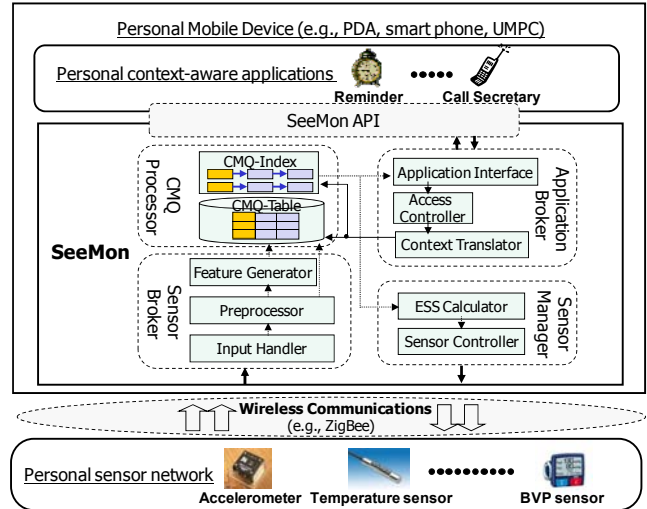 Personal Mobile Device (e.g., PDA, smart phone, UMPC)
Personal context-aware applications
Reminder
Call Secretary
SeeMon API
SeeMon
CMQ
Processor
CMQ-Index
CMQ-Table
Application Interface
Access
Controller
Context Translator
Application
Broker
Sensor
Broker
Feature Generator
Preprocessor
Input Handler
ESS Calculator
Sensor Controller
Sensor
Manager
Wireless Communications
(e.g., ZigBee)
Personal sensor network
Accelerometer
Temperature sensor
BVP sensor